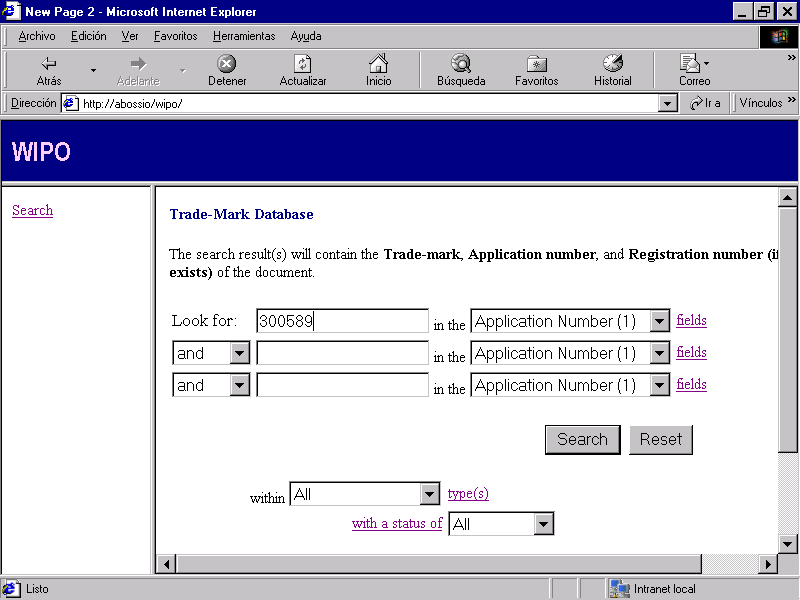 New Page 2 - Microsoft Internet Explorer
Archivo Edición Ver Favoritos Herramientas Ayuda
Atrás Adelante Detener Actualizar Inicio Búsqueda Favoritos Historial Correo »
Dirección http://abossio/wipo/ Ir a Vínculos »
WIPO
Search
Trade-Mark Database
The search result(s) will contain the Trade-mark, Application number, and Registration number (if
exists) of the document.
Look for: 300589 in the Application Number (1) fields
and in the Application Number (1) fields
and in the Application Number (1) fields
Search Reset
within All type(s)
with a status of All
Listo Intranet local